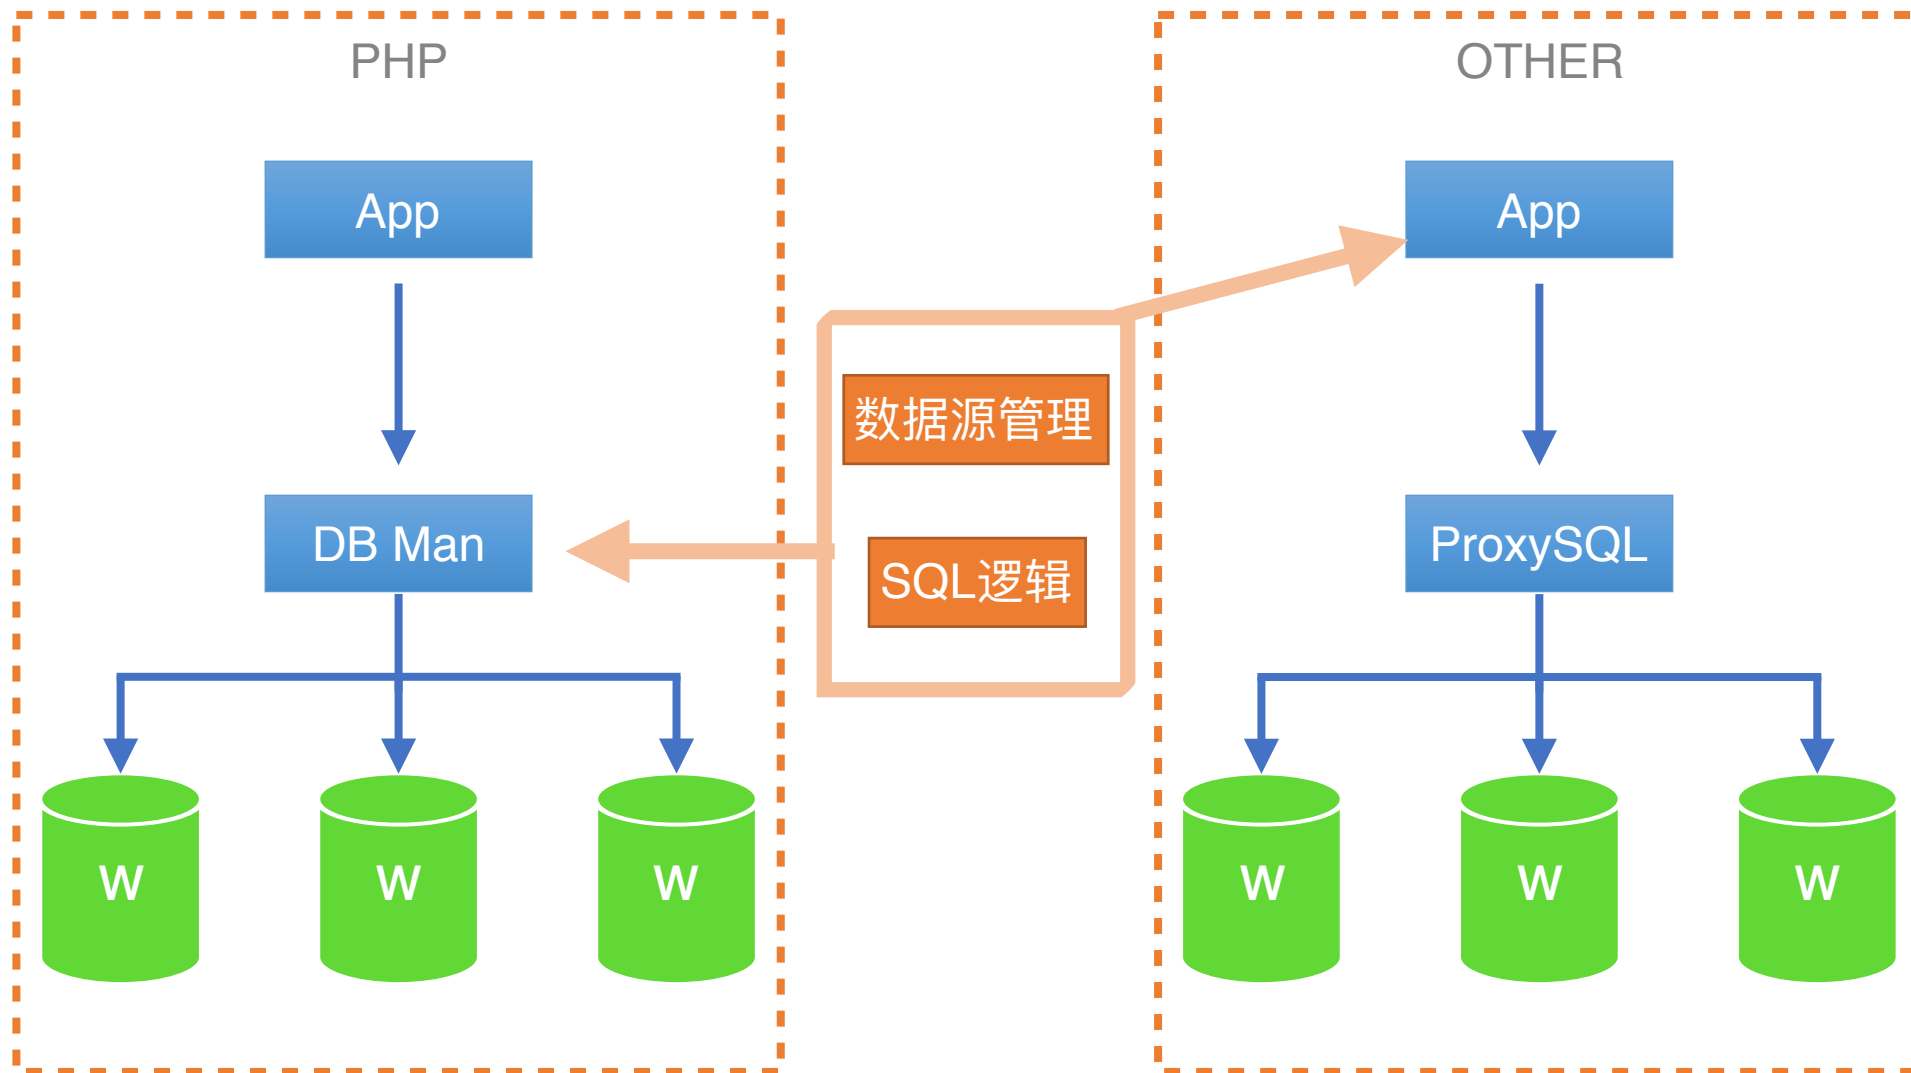 PHP
App
DB Man
W
W
W
数据源管理
SQL逻辑
OTHER
App
ProxySQL
W
W
W